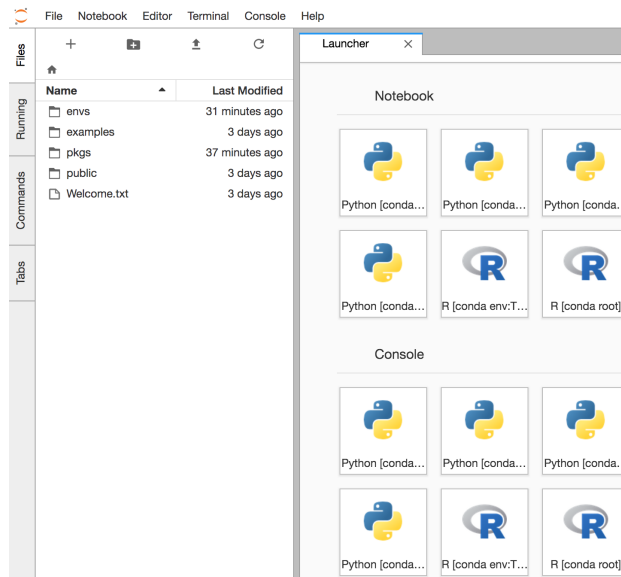 File Notebook Editor Terminal Console Help
Files
Running
Commands
Tabs
Name Last Modified
envs 31 minutes ago
examples 3 days ago
pkgs 37 minutes ago
public 3 days ago
Welcome.txt 3 days ago
Launcher
Notebook
Python [conda... Python [conda... Python [conda.
Python [conda... R [conda env:T... R [conda root]
Console
Python [conda... Python [conda... Python [conda.
Python [conda... R [conda env:T... R [conda root]